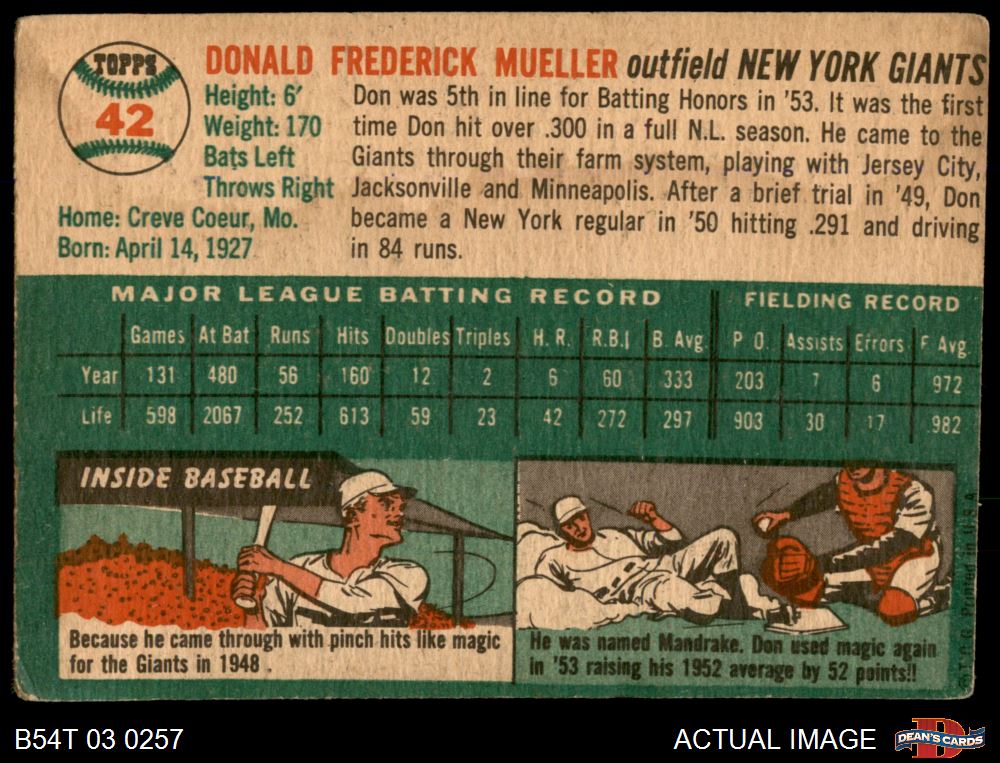 TOPPS
42
DONALD FREDERICK MUELLER outfield NEW YORK GIANTS
Height: 6'
Weight: 170
Bats Left
Throws Right
Home: Creve Coeur, Mo.
Born: April 14, 1927
Don was 5th in line for Batting Honors in '53. It was the first
time Don hit over .300 in a full N.L. season. He came to the
Giants through their farm system, playing with Jersey City,
Jacksonville and Minneapolis. After a brief trial in '49, Don
became a New York regular in '50 hitting .291 and driving
in 84 runs.
MAJOR LEAGUE BATTING RECORD FIELDING RECORD
Games At Bat Runs Hits Doubles Triples H. R. R.B.I B. Avg. P O. Assists Errors F. Avg.
Year 131 480 56 160 12 2 6 60 .333 203 7 6 .972
Life 598 2067 252 613 59 23 42 272 .297 903 30 17 .982
INSIDE BASEBALL
Because he came through with pinch hits like magic
for the Giants in 1948 .
He was named Mandrake. Don used magic again
in '53 raising his 1952 average by 52 points!!
T.C.G. Printed in U.S.A.
B54T 03 0257
ACTUAL IMAGE
DEAN'S CARDS